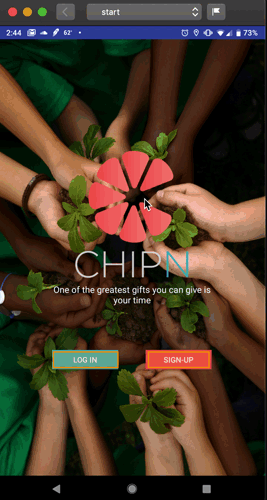 start
2:44 62° 73%
CHIPN
One of the greatest gifts you can give is
your time
LOG IN SIGN-UP